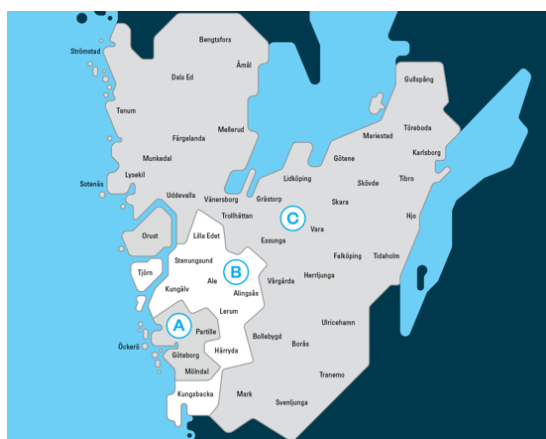 Bengtsfors
Strömstad
Åmål
Dals Ed
Gullspång
Tanum
Mellerud
Töreboda
Färgelanda
Mariestad
Karlsborg
Munkedal
Götene
Lysekil
Lidköping
Tibro
Sotenäs
Skövde
Uddevalla
Vänersborg
Grästorp
Skara
Trollhättan
Hjo
C
Vara
Orust
Lilla Edet
Essunga
Stenungsund
Falköping
Tidaholm
Tjörn
B
Herrljunga
Ale
Vårgårda
Kungälv
Alingsås
Lerum
A
Ulricehamn
Partille
Bollebygd
Borås
Öckerö
Göteborg
Härryda
Mölndal
Tranemo
Kungsbacka
Mark
Svenljunga